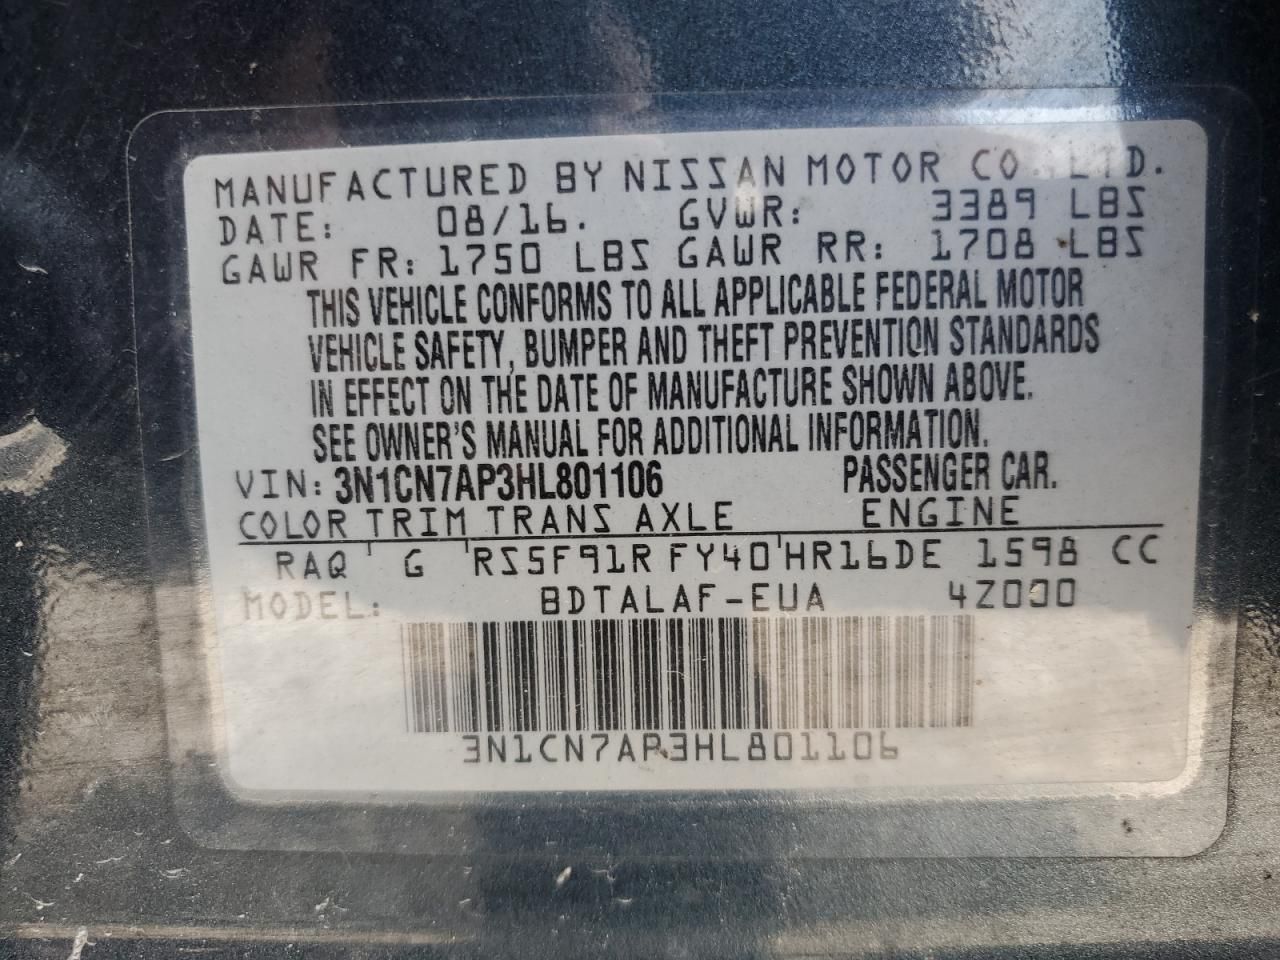 MANUFACTURED BY NISSAN MOTOR CO.,LTD.
DATE: 08/16. GVWR: 3389 LBS
GAWR FR: 1750 LBS GAWR RR: 1708 LBS
THIS VEHICLE CONFORMS TO ALL APPLICABLE FEDERAL MOTOR
VEHICLE SAFETY, BUMPER AND THEFT PREVENTION STANDARDS
IN EFFECT ON THE DATE OF MANUFACTURE SHOWN ABOVE.
SEE OWNER'S MANUAL FOR ADDITIONAL INFORMATION.
VIN: 3N1CN7AP3HL801106 PASSENGER CAR.
COLOR TRIM TRANS AXLE ENGINE
RAQ G RS5F91R FY40 HR16DE 1598 CC
MODEL: BDTALAF-EUA 4Z000
3N1CN7AP3HL801106